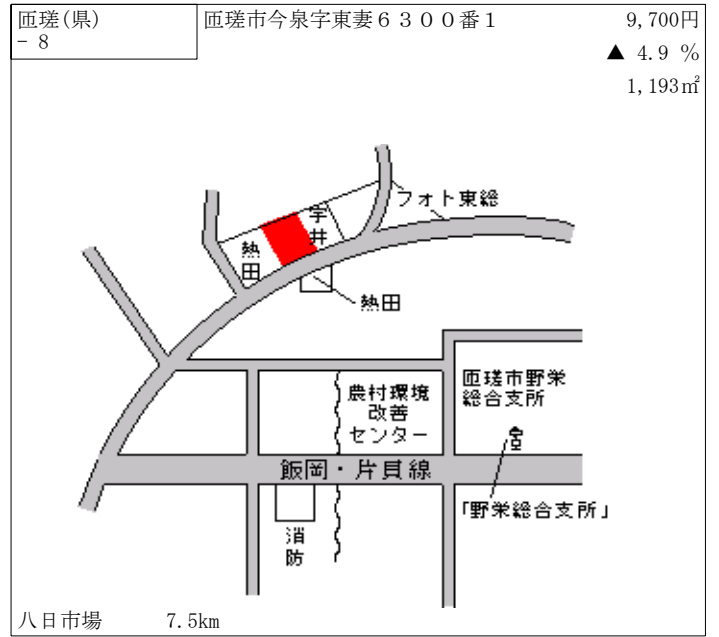 匝瑳(県)
- 8
匝瑳市今泉字東妻６３００番１
9,700円
▲ 4.9 %
1,193㎡
フォト東総
宇井
熱田
熱田
匝瑳市野栄
総合支所
農村環境
改善
センター
飯岡・片貝線
「野栄総合支所」
消防
八日市場 7.5km